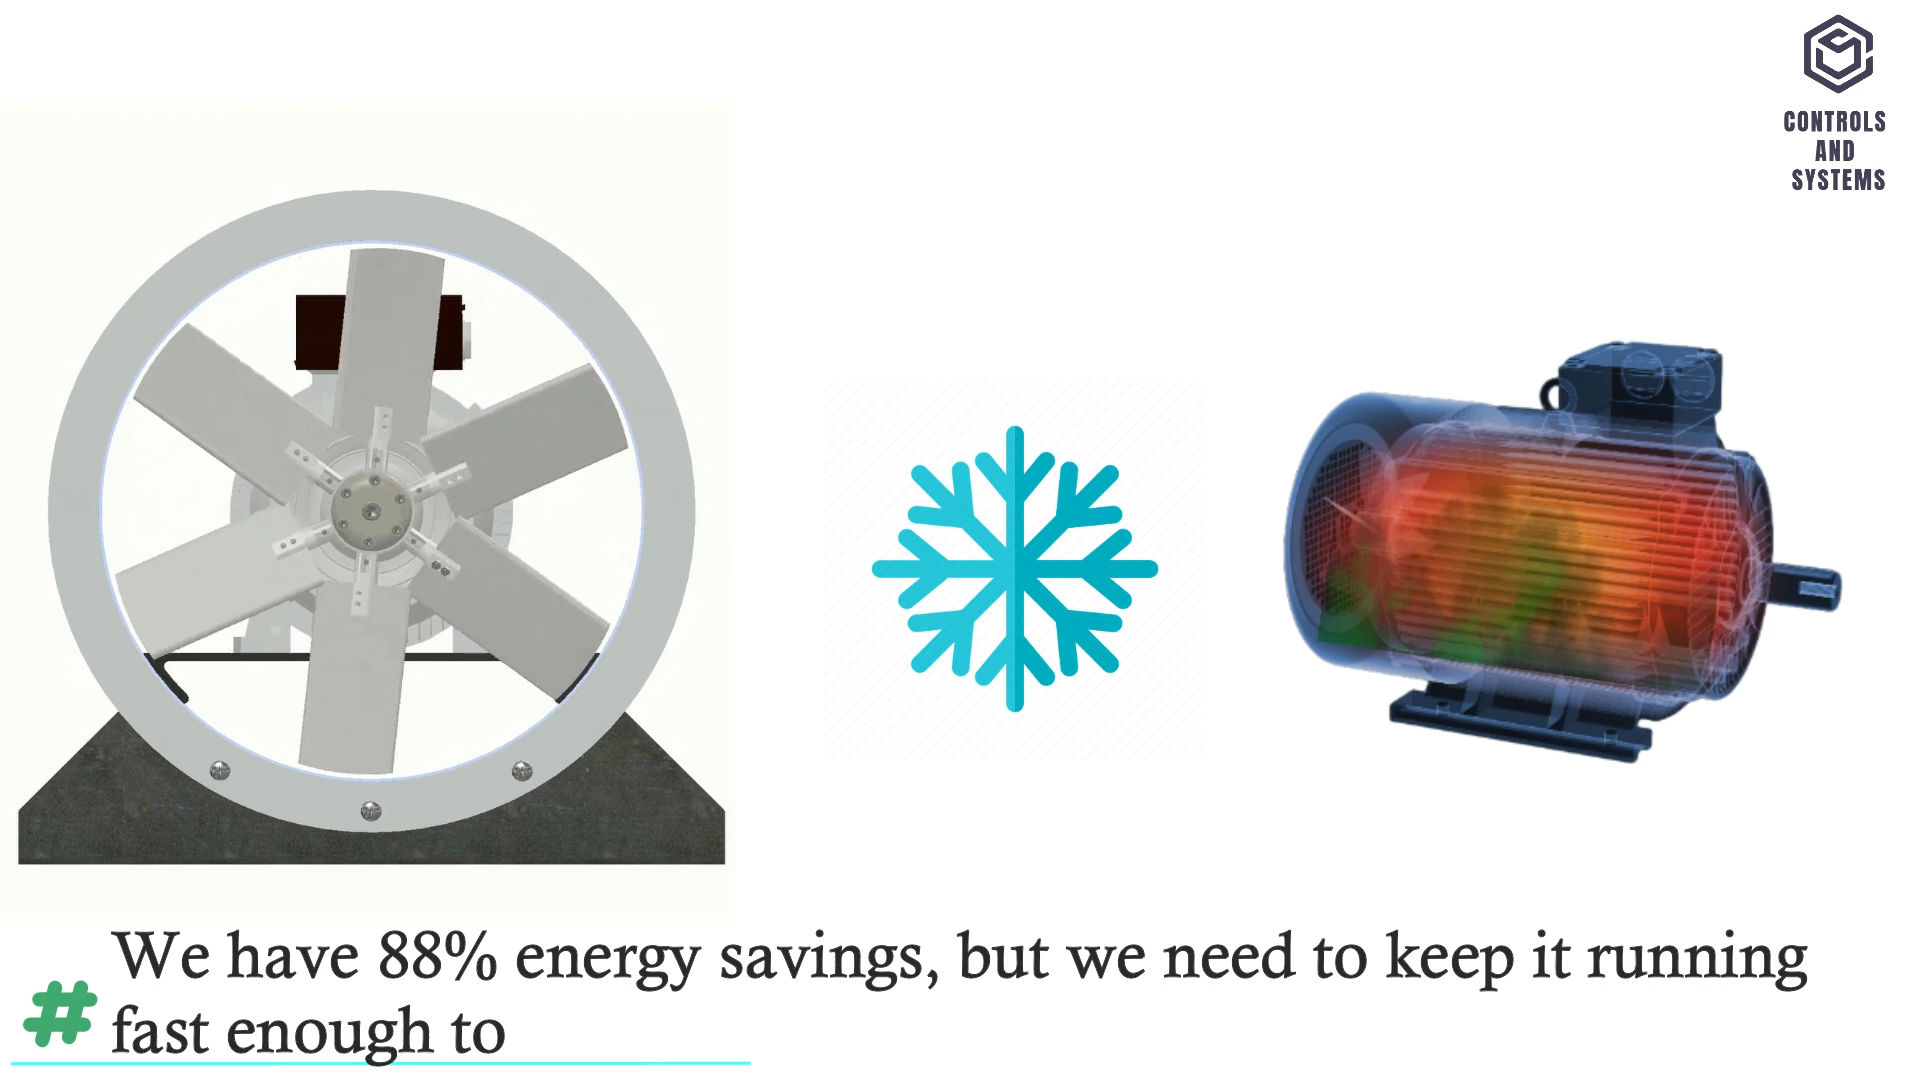 CONTROLS
AND
SYSTEMS
We have 88% energy savings, but we need to keep it running
# fast enough to